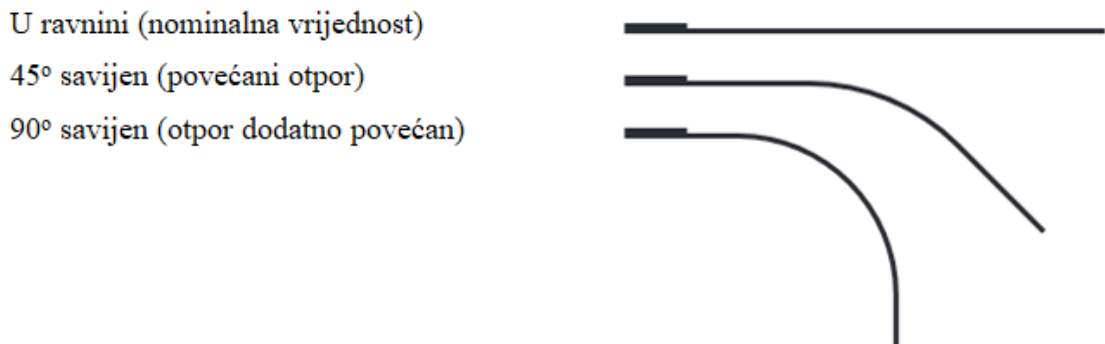 U ravnini (nominalna vrijednost)
45º savijen (povećani otpor)
90º savijen (otpor dodatno povećan)